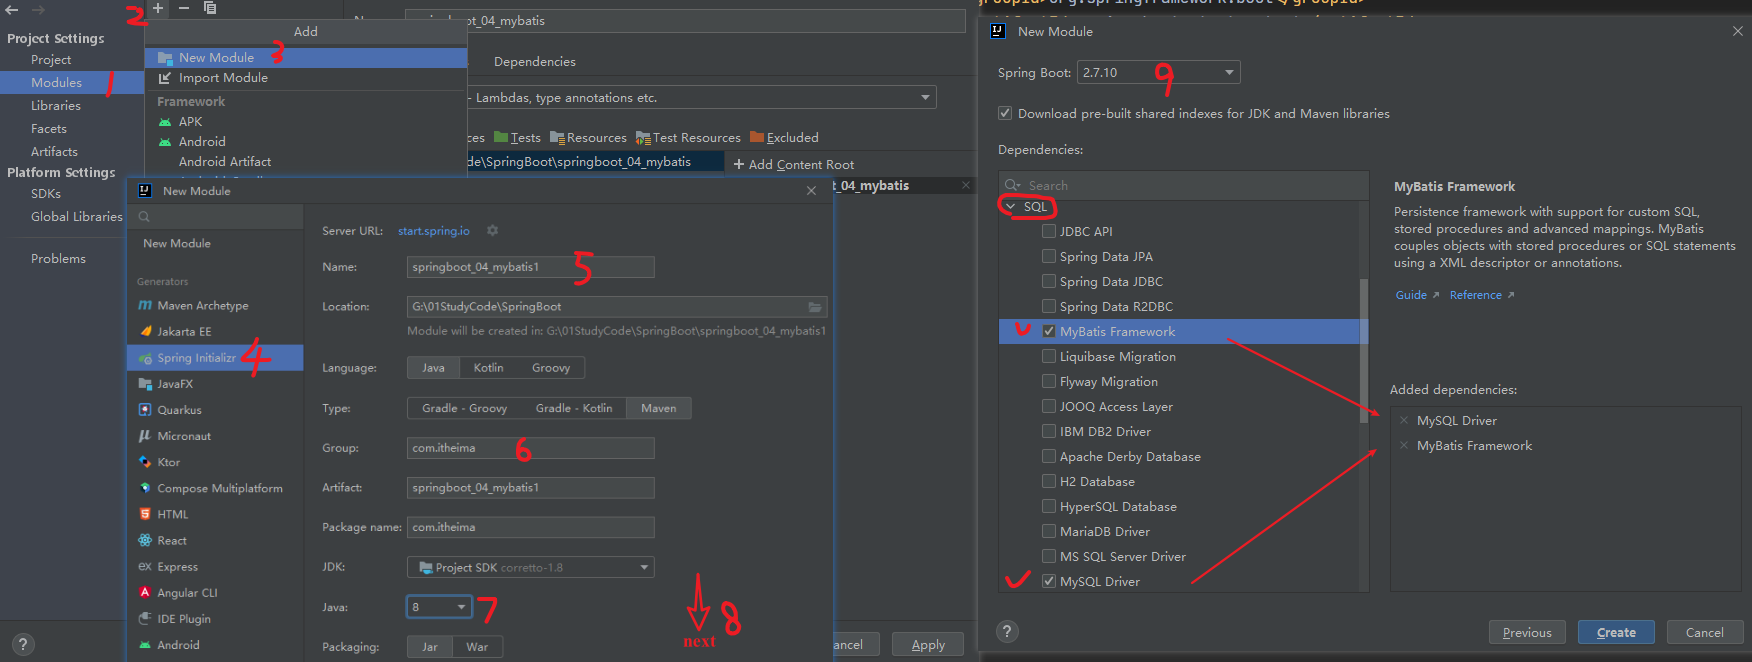 Project Settings
Project
Modules
Libraries
Facets
Artifacts
Platform Settings
SDKs
Global Libraries
Problems
1
2
Add
New Module
3
Import Module
Framework
APK
Android
Android Artifact
_04_mybatis
Dependencies
- Lambdas, type annotations etc.
Tests
Resources
Test Resources
Excluded
\SpringBoot\springboot_04_mybatis
+ Add Content Root
_04_mybatis
New Module
New Module
Generators
Maven Archetype
Jakarta EE
Spring Initializr
4
JavaFX
Quarkus
Micronaut
Ktor
Compose Multiplatform
HTML
React
Express
Angular CLI
IDE Plugin
Android
Server URL: start.spring.io
Name: springboot_04_mybatis1
5
Location: G:\01StudyCode\SpringBoot
Module will be created in: G:\01StudyCode\SpringBoot\springboot_04_mybatis1
Language: Java Kotlin Groovy
Type: Gradle - Groovy Gradle - Kotlin Maven
Group: com.itheima
6
Artifact: springboot_04_mybatis1
Package name: com.itheima
JDK: Project SDK corretto-1.8
Java: 8
7
Packaging: Jar War
next
8
ancel
Apply
?
New Module
Spring Boot: 2.7.10
9
Download pre-built shared indexes for JDK and Maven libraries
Dependencies:
Search
SQL
JDBC API
Spring Data JPA
Spring Data JDBC
Spring Data R2DBC
MyBatis Framework
Liquibase Migration
Flyway Migration
JOOQ Access Layer
IBM DB2 Driver
Apache Derby Database
H2 Database
HyperSQL Database
MariaDB Driver
MS SQL Server Driver
MySQL Driver
MyBatis Framework
Persistence framework with support for custom SQL,
stored procedures and advanced mappings. MyBatis
couples objects with stored procedures or SQL statements
using a XML descriptor or annotations.
Guide ↗ Reference ↗
Added dependencies:
MySQL Driver
MyBatis Framework
?
Previous
Create
Cancel